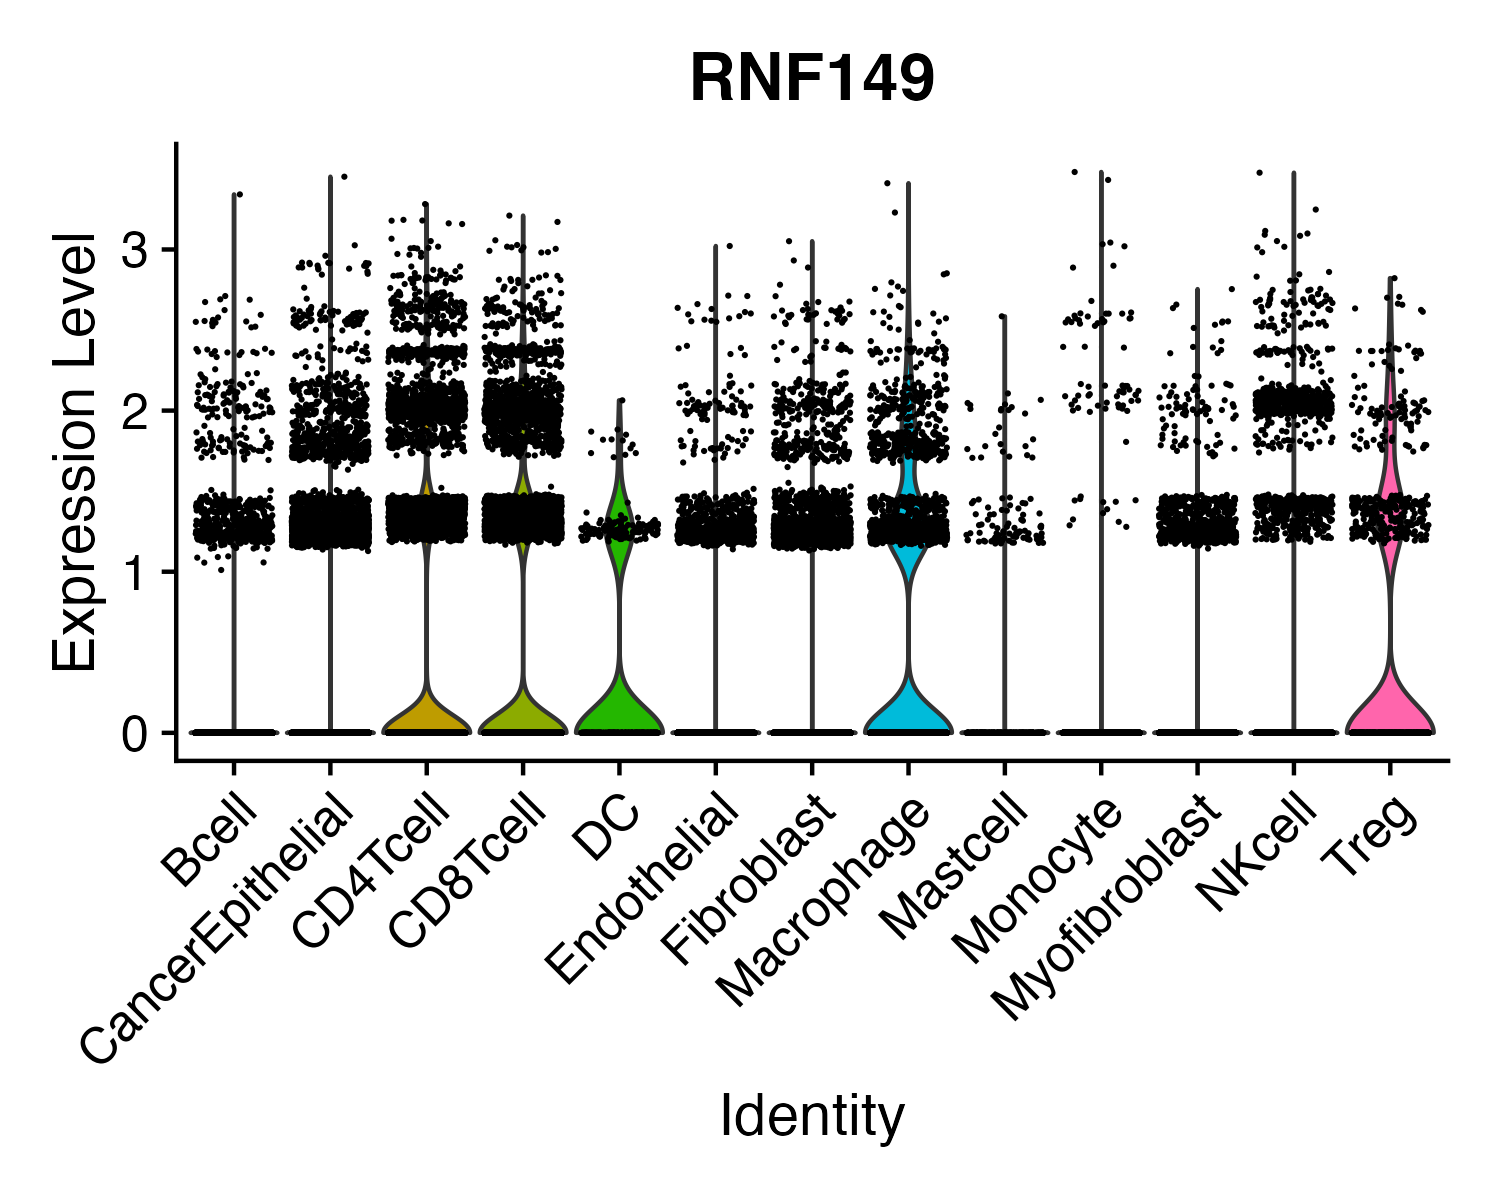 RNF149
Expression Level
3
2
1
0
Bcell
CancerEpithelial
CD4Tcell
CD8Tcell
DC
Endothelial
Fibroblast
Macrophage
Mastcell
Monocyte
Myofibroblast
NKcell
Treg
Identity